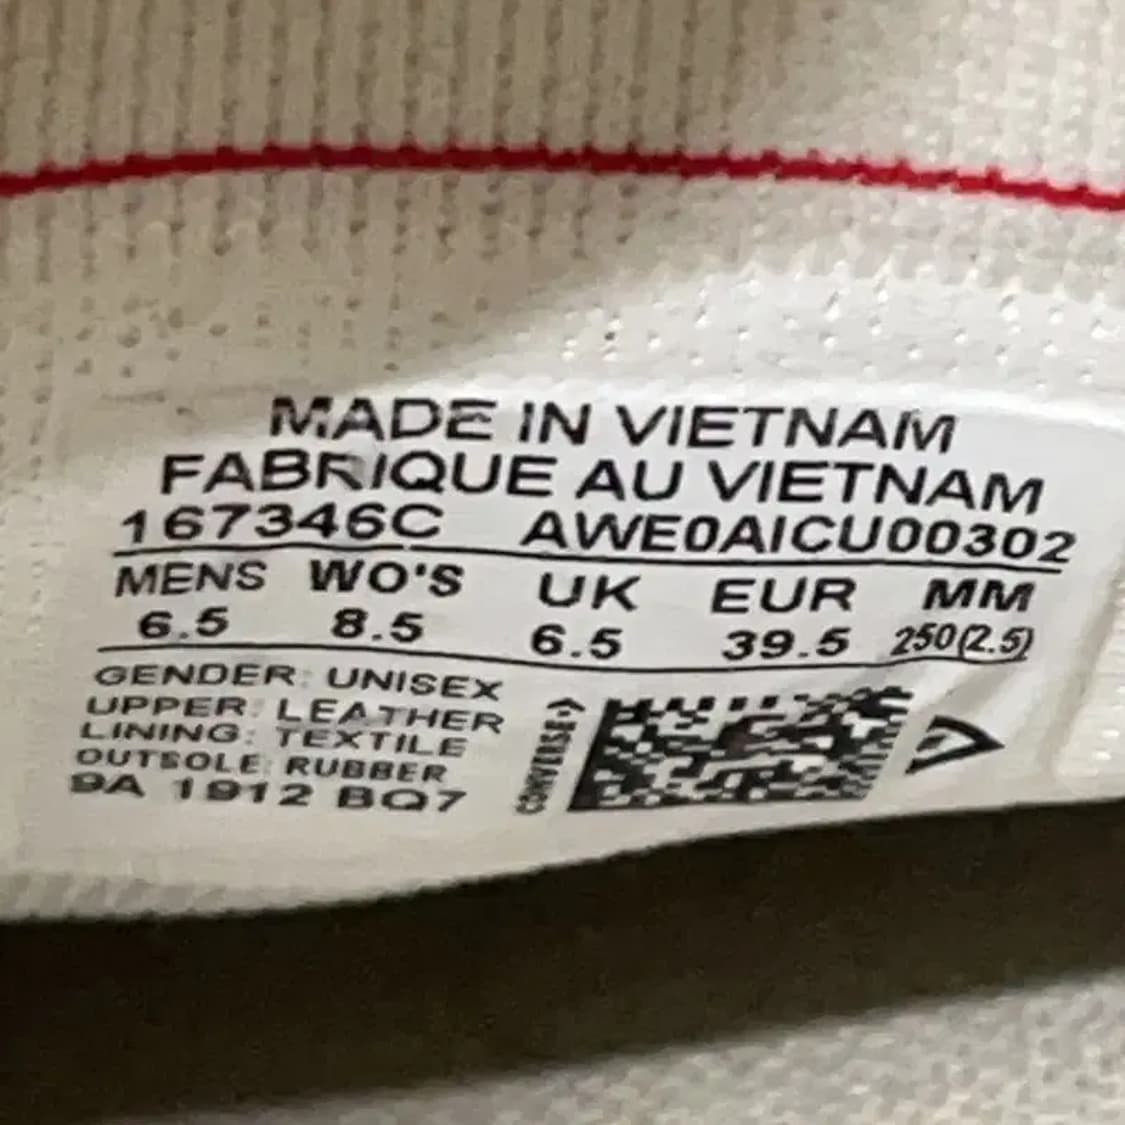 MADE IN VIETNAM
FABRIQUE AU VIETNAM
167346C AWE0AICU00302
MENS WO'S UK EUR MM
6.5 8.5 6.5 39.5 250(2.5)
GENDER: UNISEX
UPPER: LEATHER
LINING: TEXTILE
OUTSOLE: RUBBER
9A 1912 BQ7
CONVERSE